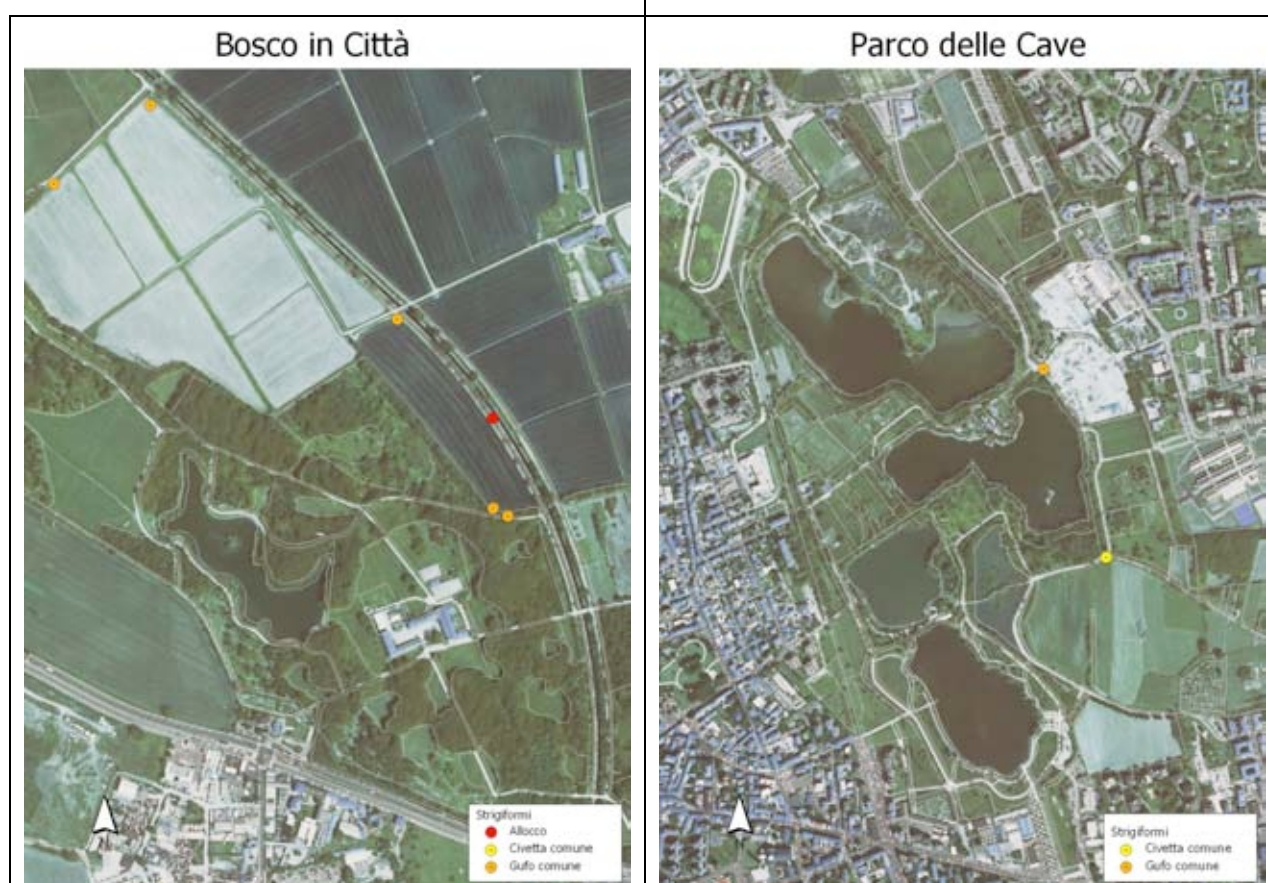 Bosco in Città
Parco delle Cave
Strigiformi
Allocco
Civetta comune
Gufo comune
Strigiformi
Civetta comune
Gufo comune